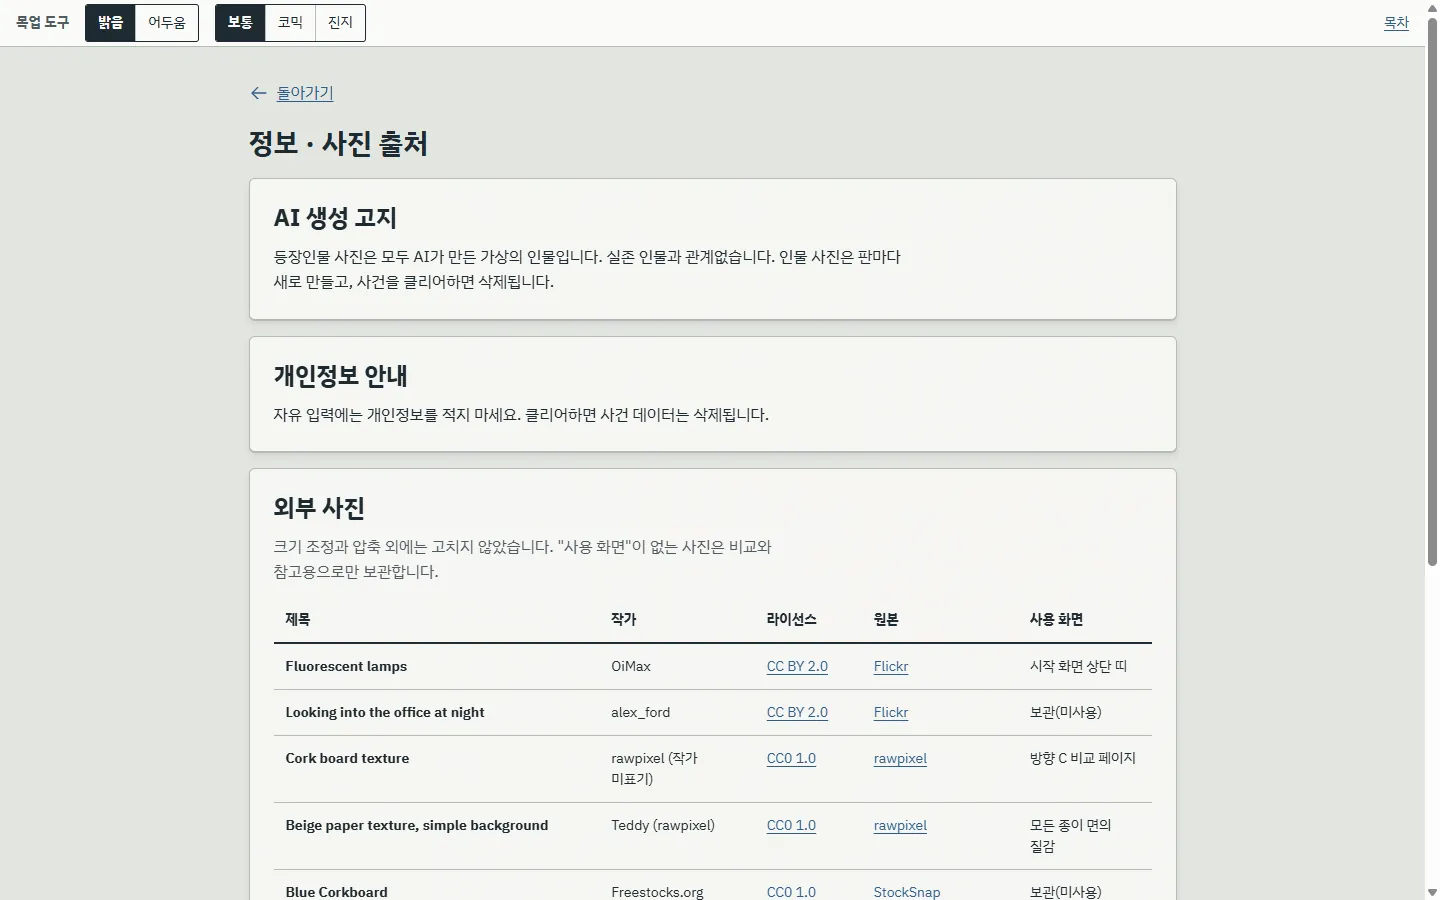 목업 도구 밝음 어두움 보통 코믹 진지 목차
← 돌아가기
정보 · 사진 출처
AI 생성 고지
등장인물 사진은 모두 AI가 만든 가상의 인물입니다. 실존 인물과 관계없습니다. 인물 사진은 판마다
새로 만들고, 사건을 클리어하면 삭제됩니다.
개인정보 안내
자유 입력에는 개인정보를 적지 마세요. 클리어하면 사건 데이터는 삭제됩니다.
외부 사진
크기 조정과 압축 외에는 고치지 않았습니다. "사용 화면"이 없는 사진은 비교와
참고용으로만 보관합니다.
제목 작가 라이선스 원본 사용 화면
Fluorescent lamps OiMax CC BY 2.0 Flickr 시작 화면 상단 띠
Looking into the office at night alex_ford CC BY 2.0 Flickr 보관(미사용)
Cork board texture rawpixel (작가 CC0 1.0 rawpixel 방향 C 비교 페이지
미표기)
Beige paper texture, simple background Teddy (rawpixel) CC0 1.0 rawpixel 모든 종이 면의
질감
Blue Corkboard Freestocks.org CC0 1.0 StockSnap 보관(미사용)